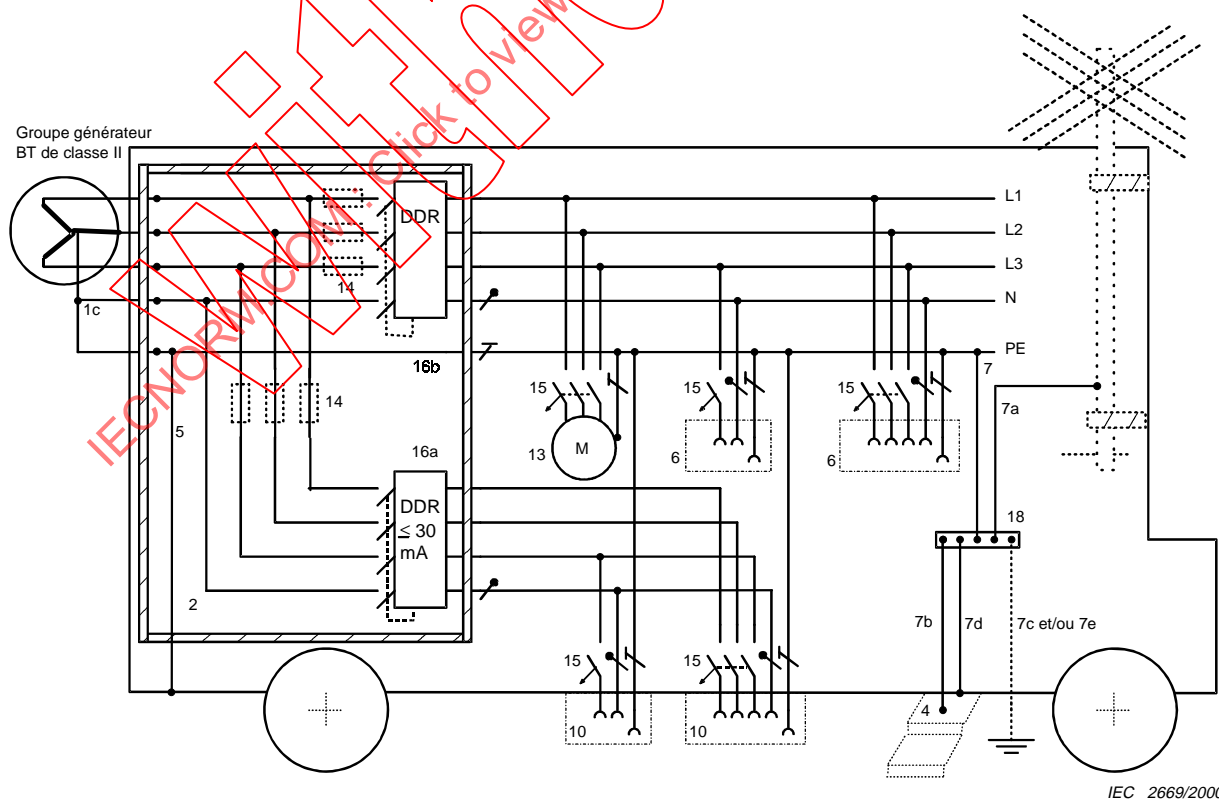 Groupe générateur
BT de classe II
IECNORM.COM : Click to view
DDR
L1
L2
L3
N
PE
14
1c
16b
7
7a
15
15
15
14
5
13
M
6
6
16a
DDR
≤ 30
mA
18
2
7b
7d
7c et/ou 7e
15
15
4
10
10
IEC 2669/2000